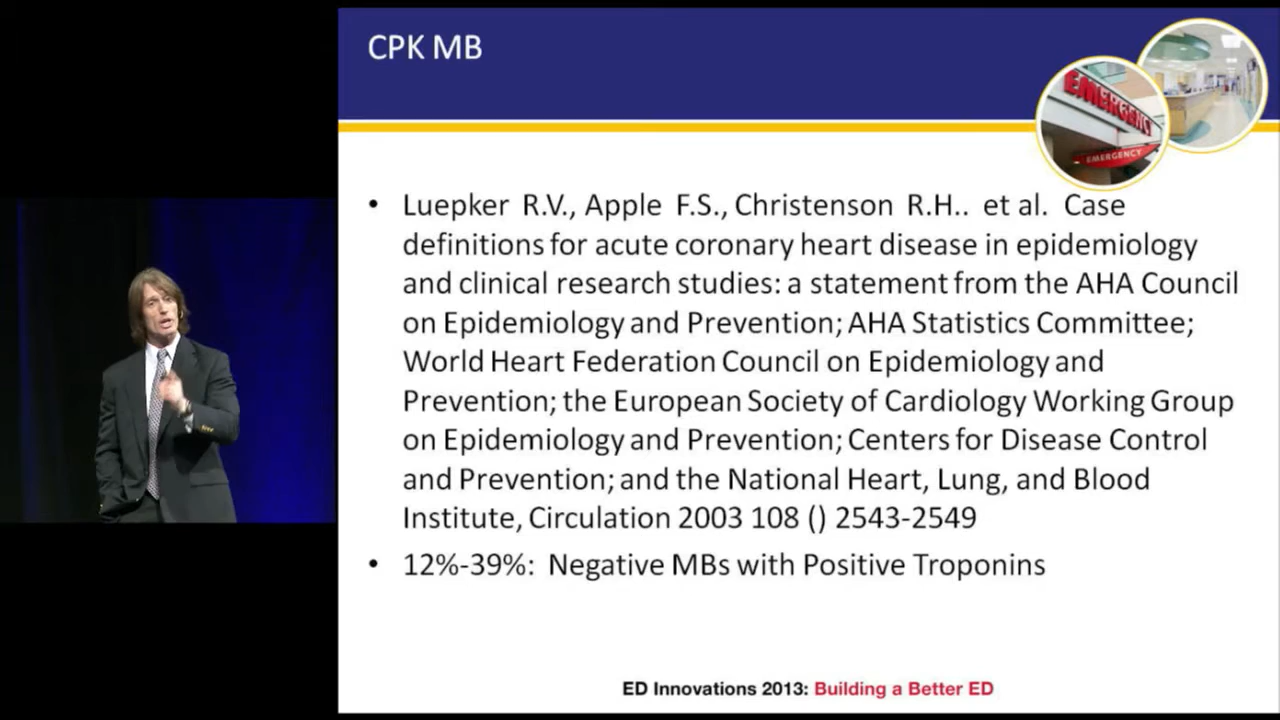 CPK MB
EMERGENCY
EMERGENCY
• Luepker R.V., Apple F.S., Christenson R.H.. et al. Case
definitions for acute coronary heart disease in epidemiology
and clinical research studies: a statement from the AHA Council
on Epidemiology and Prevention; AHA Statistics Committee;
World Heart Federation Council on Epidemiology and
Prevention; the European Society of Cardiology Working Group
on Epidemiology and Prevention; Centers for Disease Control
and Prevention; and the National Heart, Lung, and Blood
Institute, Circulation 2003 108 () 2543-2549
• 12%-39%: Negative MBs with Positive Troponins
ED Innovations 2013: Building a Better ED